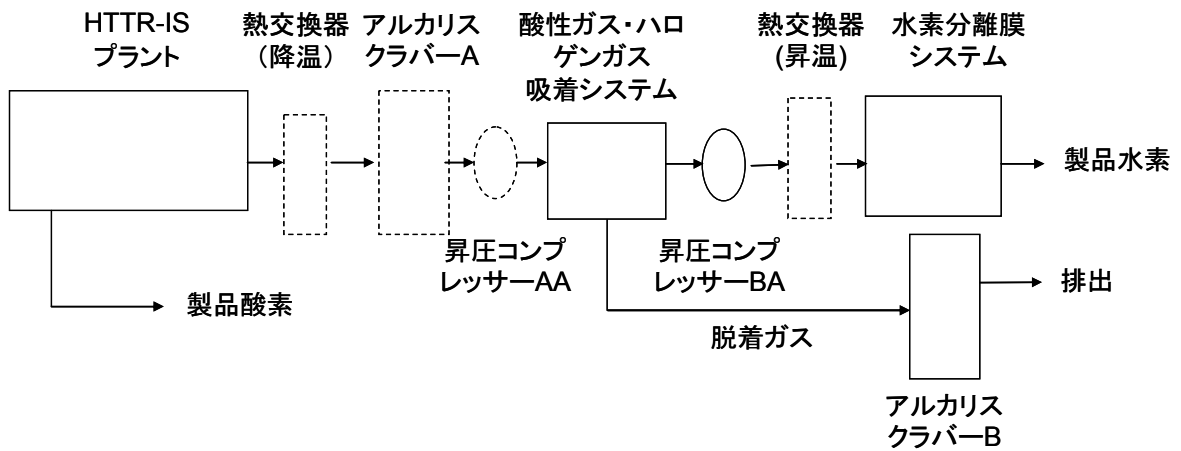 HTTR-IS
プラント
熱交換器
（降温）
アルカリス
クラバーA
酸性ガス・ハロ
ゲンガス
吸着システム
熱交換器
(昇温)
水素分離膜
システム
製品水素
昇圧コンプ
レッサーAA
昇圧コンプ
レッサーBA
排出
製品酸素
脱着ガス
アルカリス
クラバーB